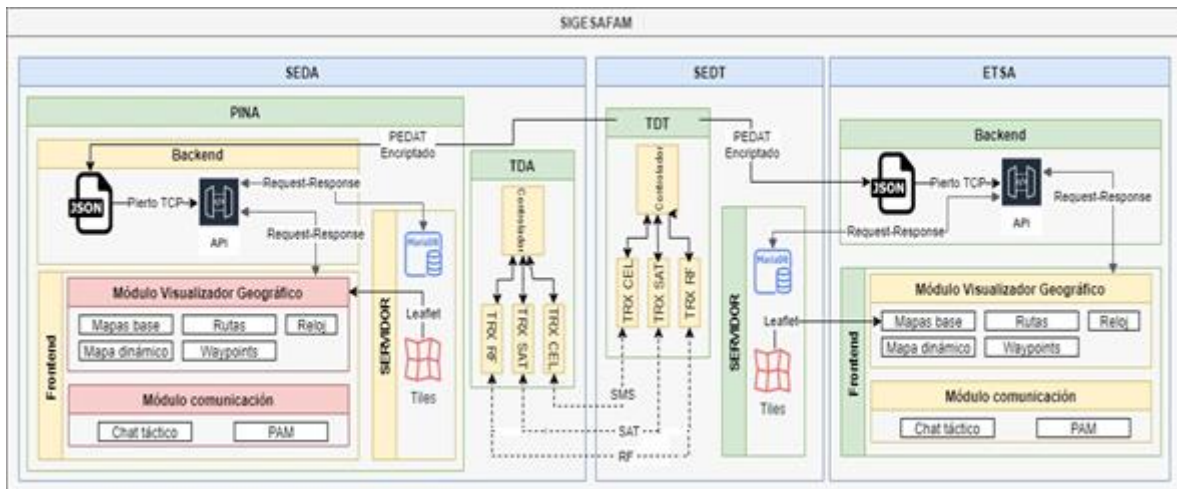 SIGESAFAM
SEDA
PINA
Backend
PEDAT
Encriptado
JSON
Pierto TCP
API
Request-Response
Request-Response
Frontend
Módulo Visualizador Geográfico
Mapas base
Rutas
Reloj
Mapa dinámico
Waypoints
Módulo comunicación
Chat táctico
PAM
SERVIDOR
MariaDB
Leaflet
Tiles
TDA
Controlador
TRX RF
TRX SAT
TRX CEL
SMS
SAT
RF
SEDT
TDT
Controlador
TRX CEL
TRX SAT
TRX RF
PEDAT
Encriptado
SERVIDOR
MariaDB
Leaflet
Tiles
ETSA
Backend
JSON
Pierto TCP
API
Request-Response
Request-Response
Frontend
Módulo Visualizador Geográfico
Mapas base
Rutas
Reloj
Mapa dinámico
Waypoints
Módulo comunicación
Chat táctico
PAM